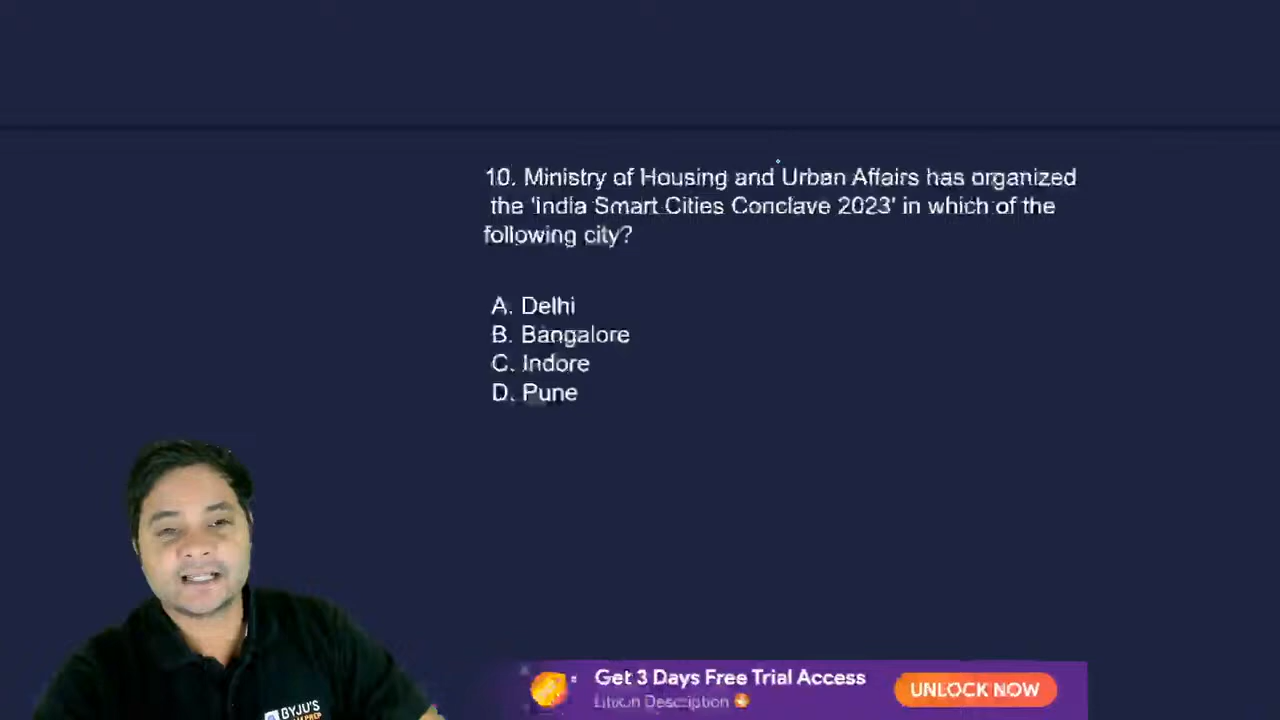 10. Ministry of Housing and Urban Affairs has organized
the 'India Smart Cities Conclave 2023' in which of the
following city?
A. Delhi
B. Bangalore
C. Indore
D. Pune
BYJU'S
Get 3 Days Free Trial Access
Description
UNLOCK NOW